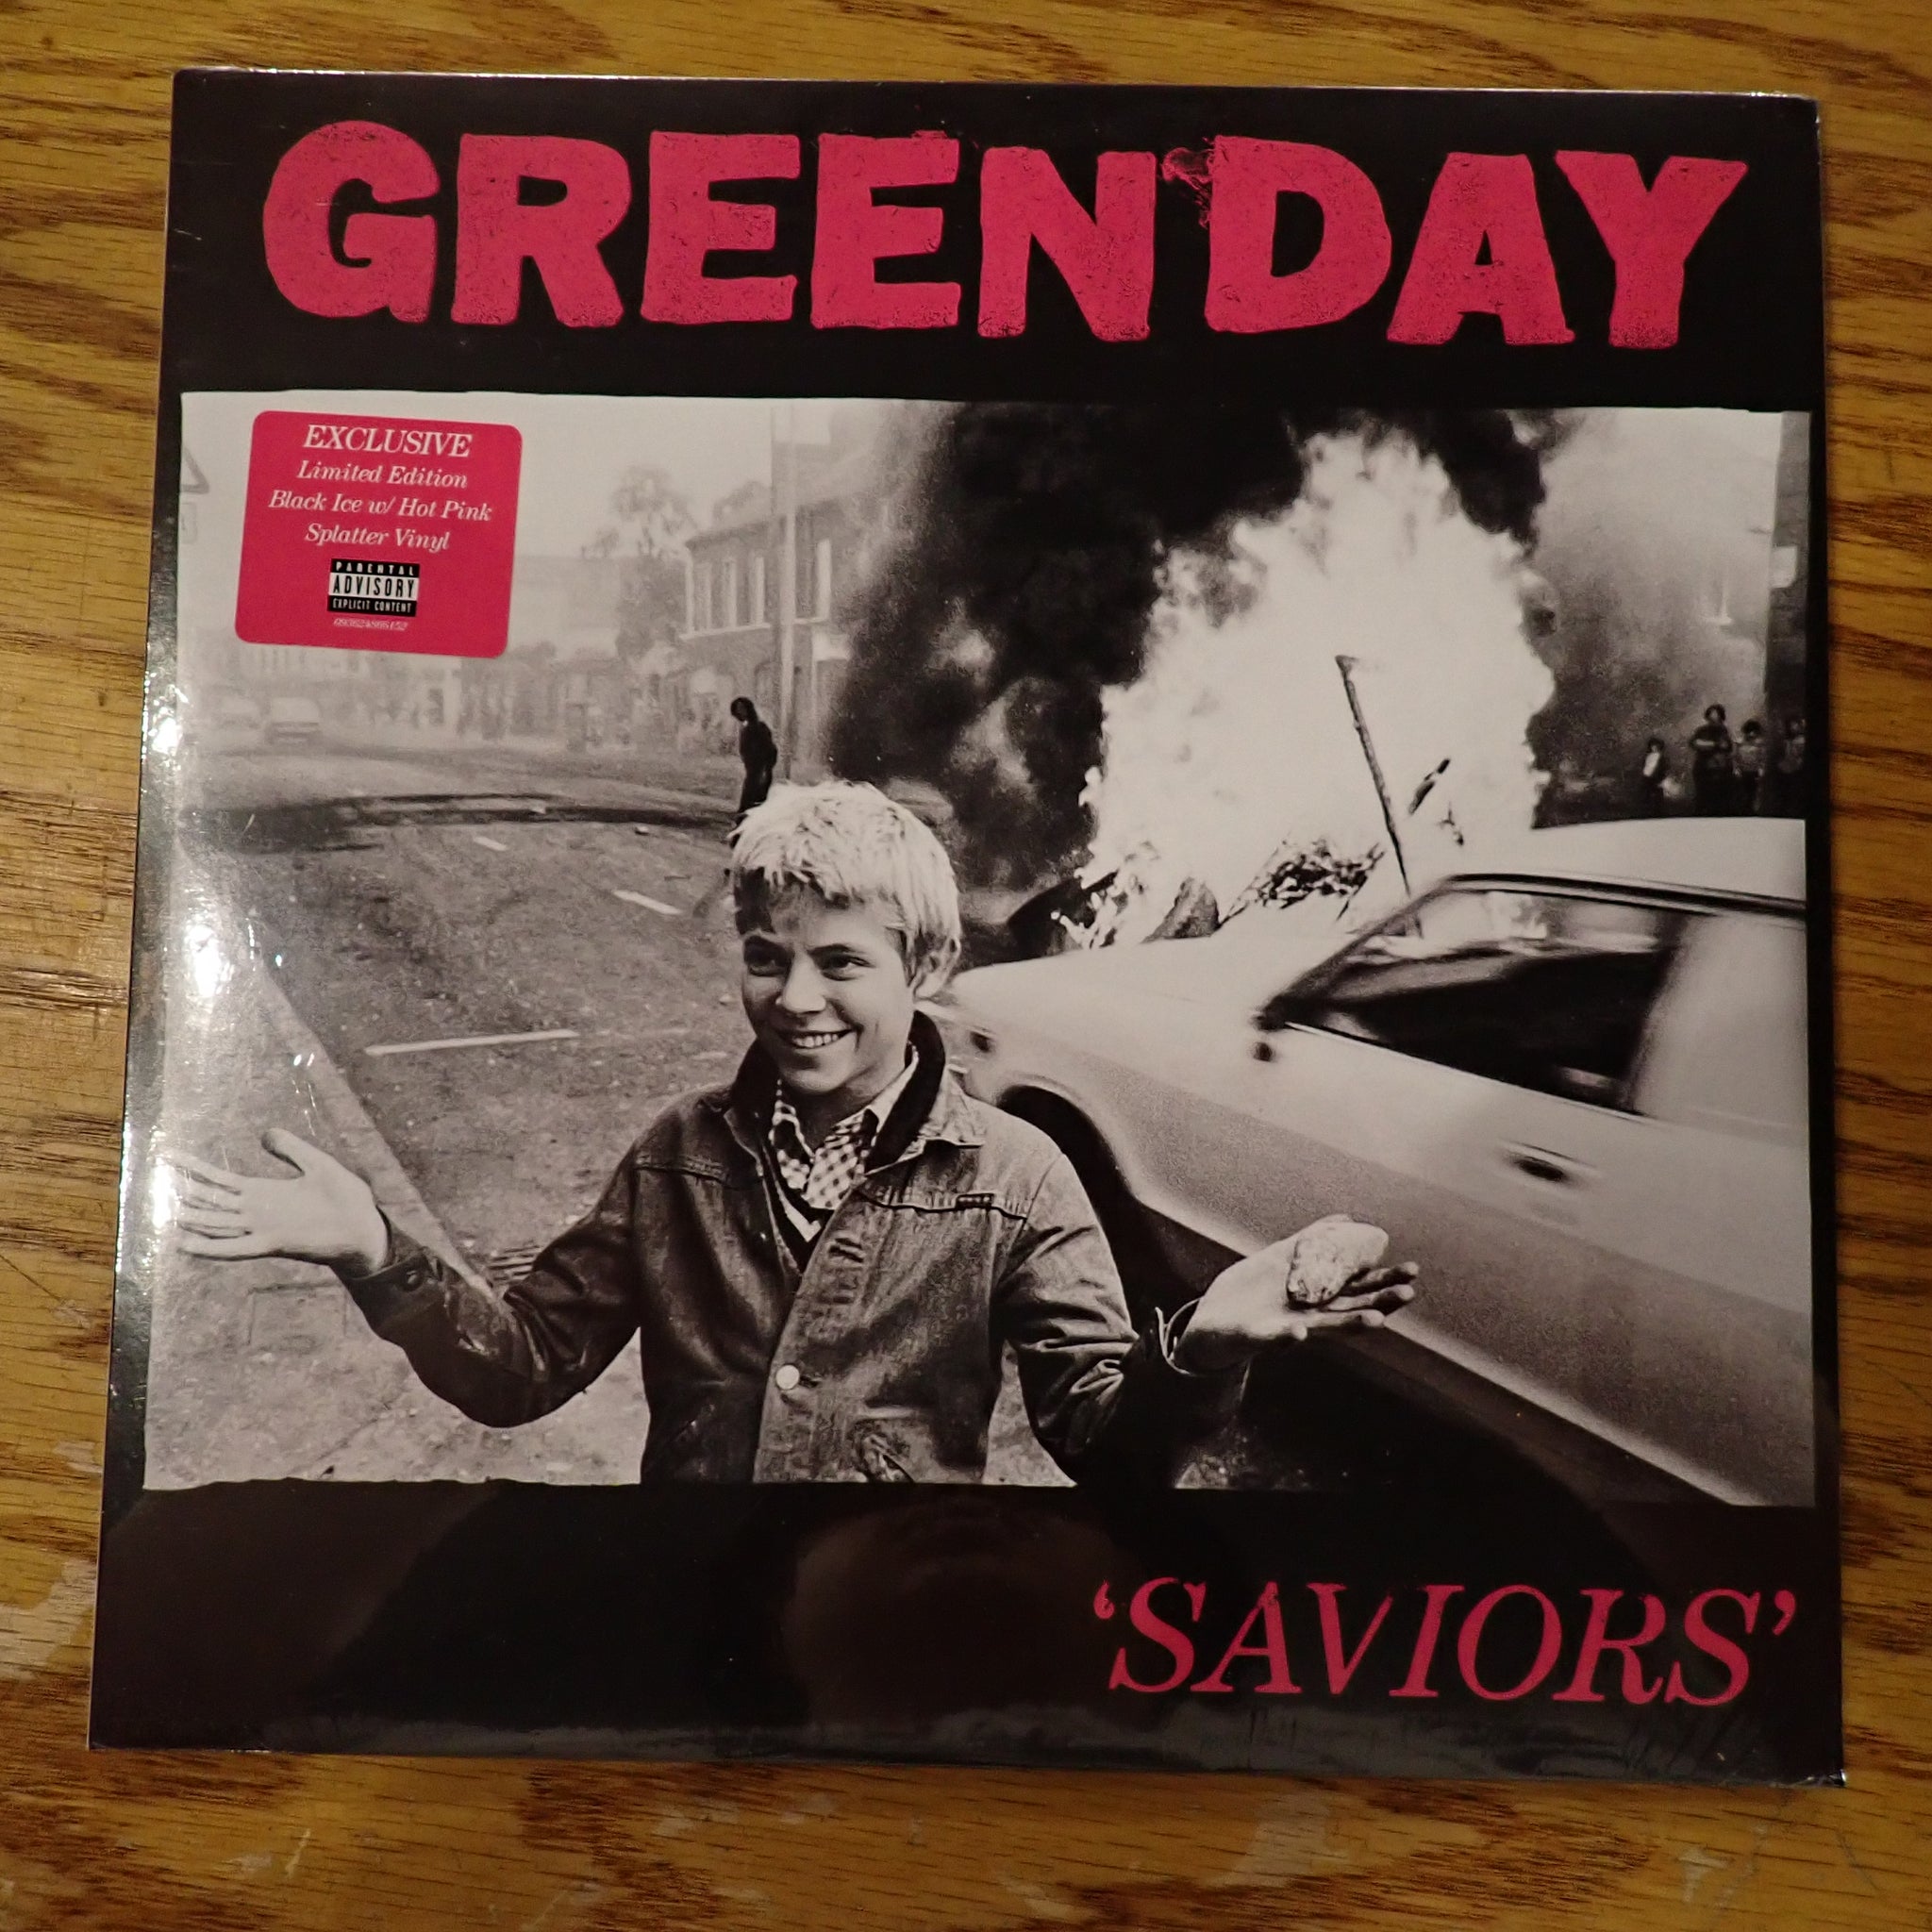 GREEN DAY
EXCLUSIVE
Limited Edition
Black Ice w/ Hot Pink
Splatter Vinyl
PARENTAL
ADVISORY
EXPLICIT CONTENT
‘SAVIORS’